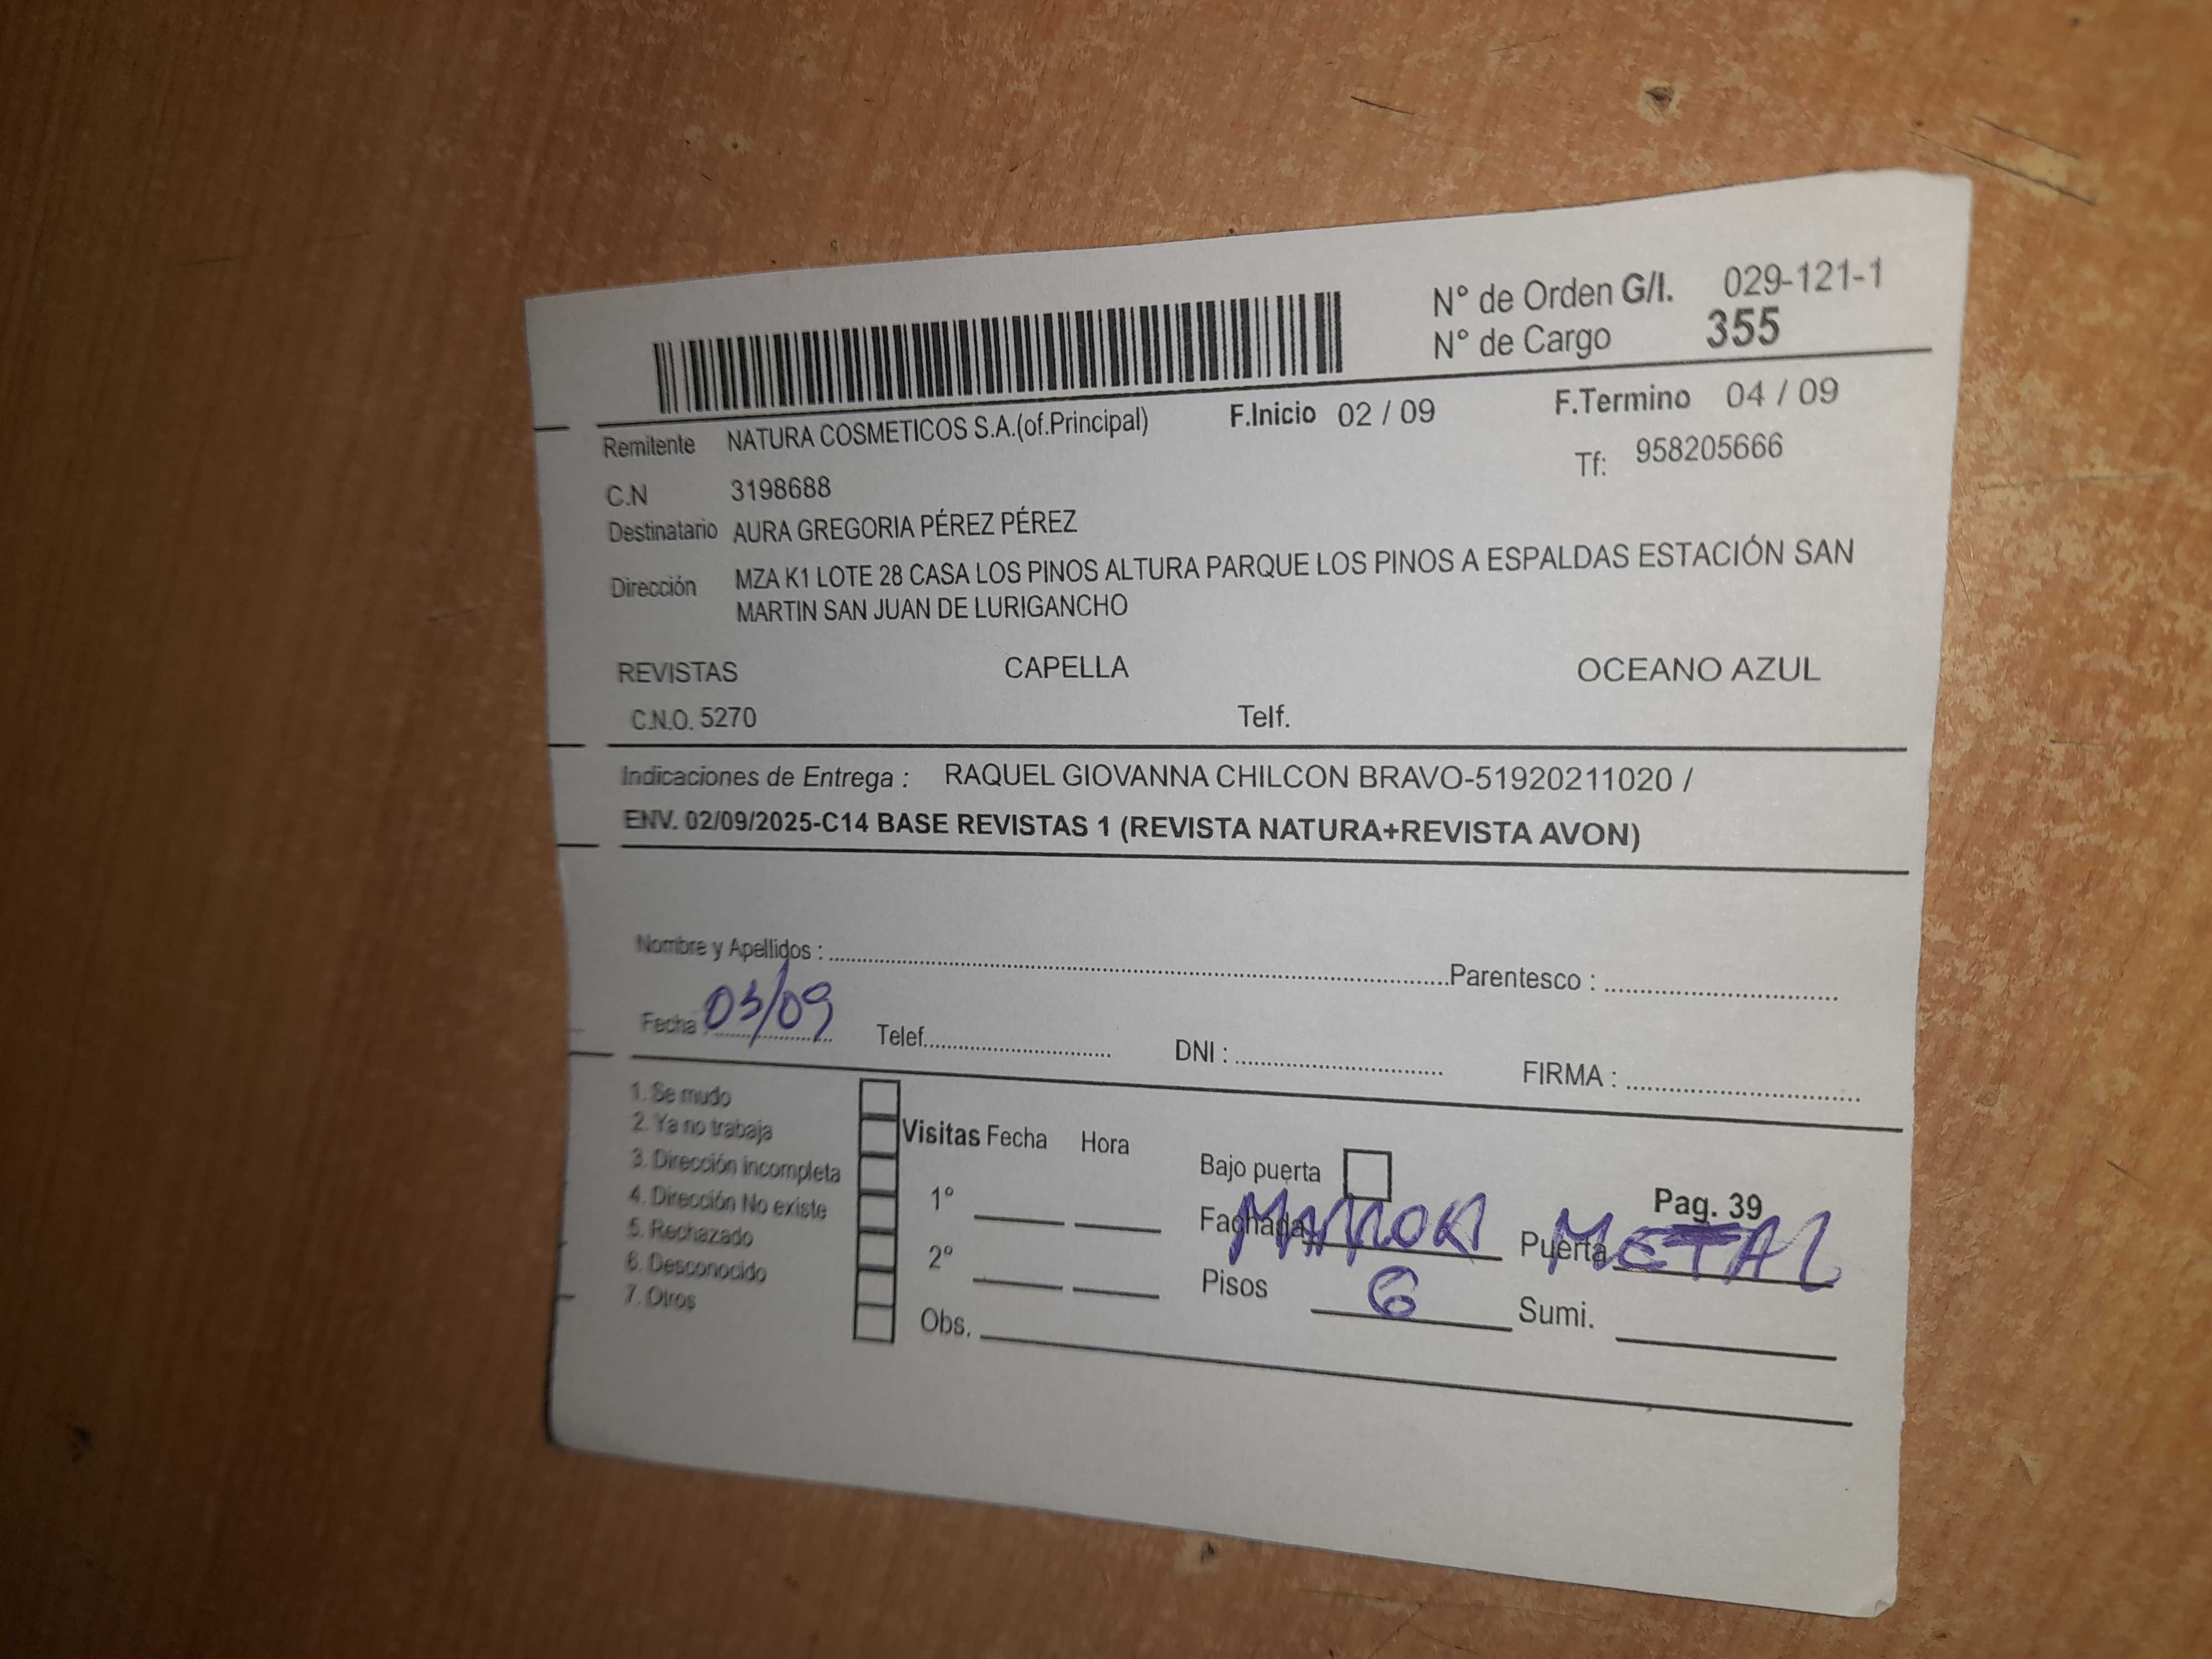 N° de Orden G/I. 029-121-1
N° de Cargo 355
Remitente NATURA COSMETICOS S.A.(of.Principal) F.Inicio 02 / 09 F.Termino 04 / 09
C.N 3198688 Tf: 958205666
Destinatario AURA GREGORIA PÉREZ PÉREZ
Dirección MZA K1 LOTE 28 CASA LOS PINOS ALTURA PARQUE LOS PINOS A ESPALDAS ESTACIÓN SAN
MARTIN SAN JUAN DE LURIGANCHO
REVISTAS CAPELLA OCEANO AZUL
C.N.O. 5270 Telf.
Indicaciones de Entrega : RAQUEL GIOVANNA CHILCON BRAVO-51920211020 /
ENV. 02/09/2025-C14 BASE REVISTAS 1 (REVISTA NATURA+REVISTA AVON)
Nombre y Apellidos : Parentesco :
Fecha : 03/09 Telef. DNI : FIRMA :
1. Se mudo
2. Ya no trabaja
3. Dirección incompleta
4. Dirección No existe
5. Rechazado
6. Desconocido
7. Otros
Visitas Fecha Hora
1°
2°
Obs.
Bajo puerta
Pag. 39
Fachada MARRON Puerta METAL
Pisos 6 Sumi.